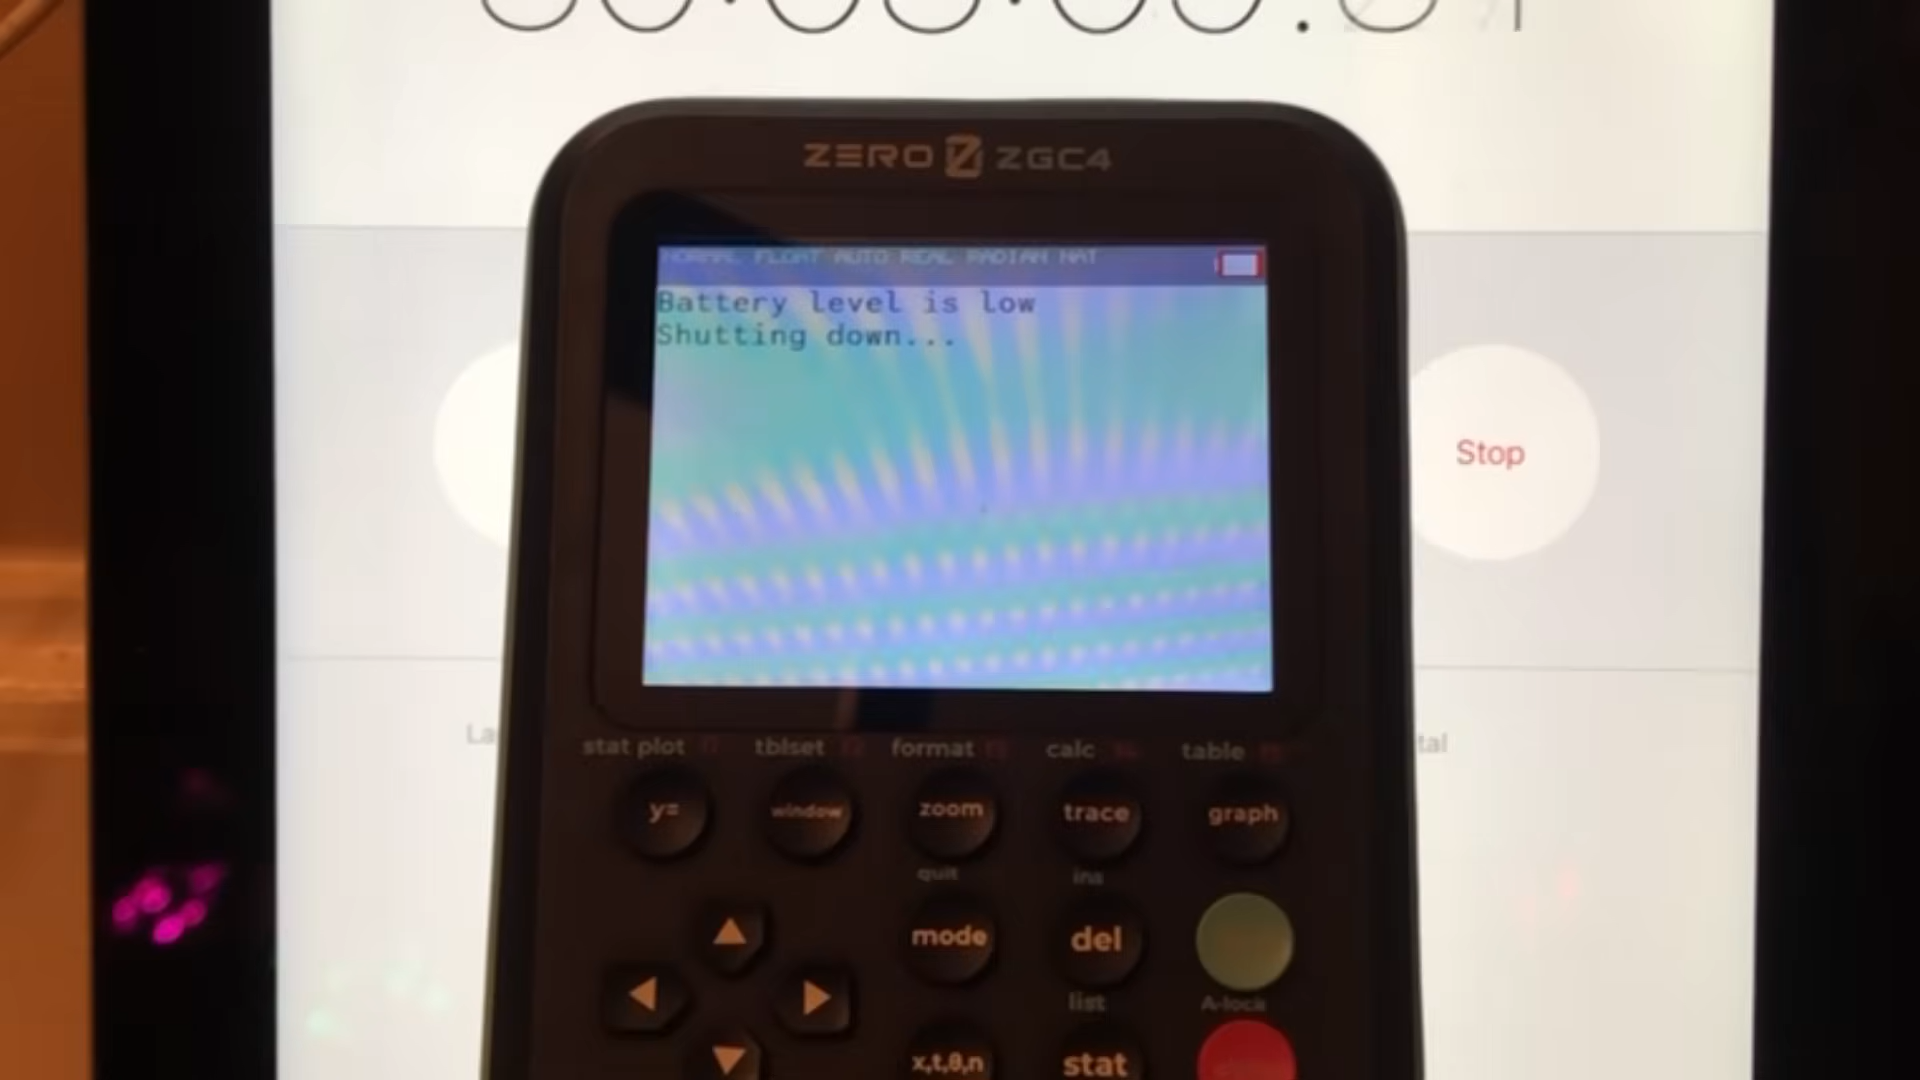 ZERO Z ZGC4
NORMAL FLOAT AUTO REAL RADIAN MAT
Battery level is low
Shutting down...
Stop
stat plot tblset format calc table
y= window zoom trace graph
quit ins
mode del
list A-lock
x,t,θ,n stat